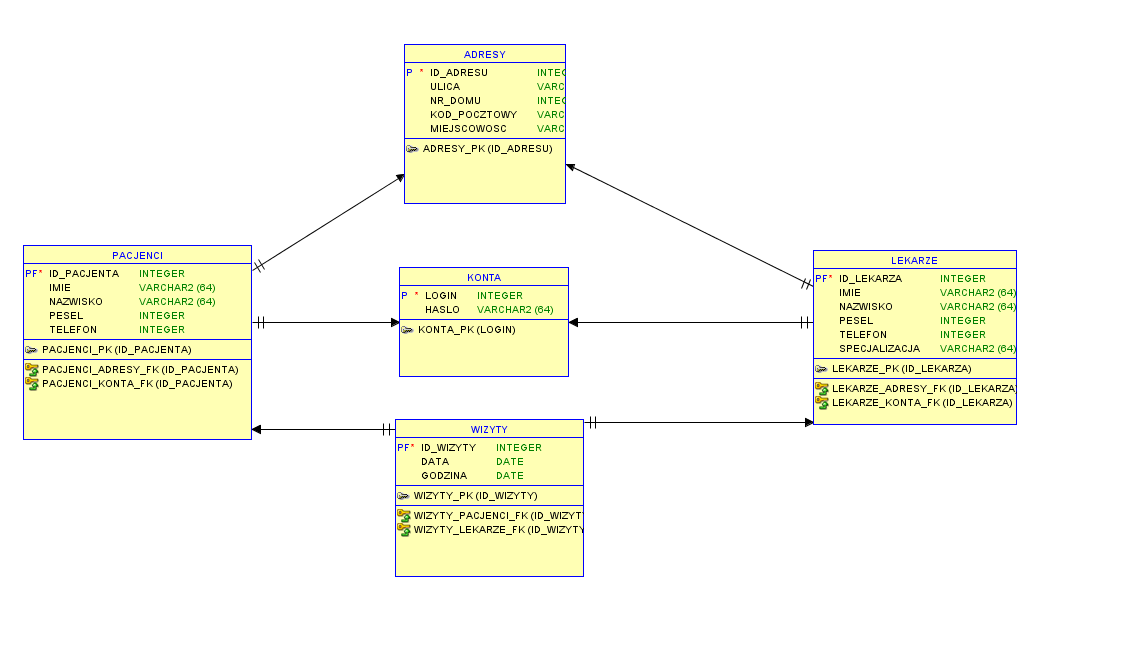 ADRESY
P * ID_ADRESU INTEG
ULICA VARC
NR_DOMU INTEG
KOD_POCZTOWY VARC
MIEJSCOWOSC VARC
ADRESY_PK (ID_ADRESU)
PACJENCI
PF* ID_PACJENTA INTEGER
IMIE VARCHAR2 (64)
NAZWISKO VARCHAR2 (64)
PESEL INTEGER
TELEFON INTEGER
PACJENCI_PK (ID_PACJENTA)
PACJENCI_ADRESY_FK (ID_PACJENTA)
PACJENCI_KONTA_FK (ID_PACJENTA)
KONTA
P * LOGIN INTEGER
HASLO VARCHAR2 (64)
KONTA_PK (LOGIN)
LEKARZE
PF* ID_LEKARZA INTEGER
IMIE VARCHAR2 (64)
NAZWISKO VARCHAR2 (64)
PESEL INTEGER
TELEFON INTEGER
SPECJALIZACJA VARCHAR2 (64)
LEKARZE_PK (ID_LEKARZA)
LEKARZE_ADRESY_FK (ID_LEKARZA)
LEKARZE_KONTA_FK (ID_LEKARZA)
WIZYTY
PF* ID_WIZYTY INTEGER
DATA DATE
GODZINA DATE
WIZYTY_PK (ID_WIZYTY)
WIZYTY_PACJENCI_FK (ID_WIZYT
WIZYTY_LEKARZE_FK (ID_WIZYTY